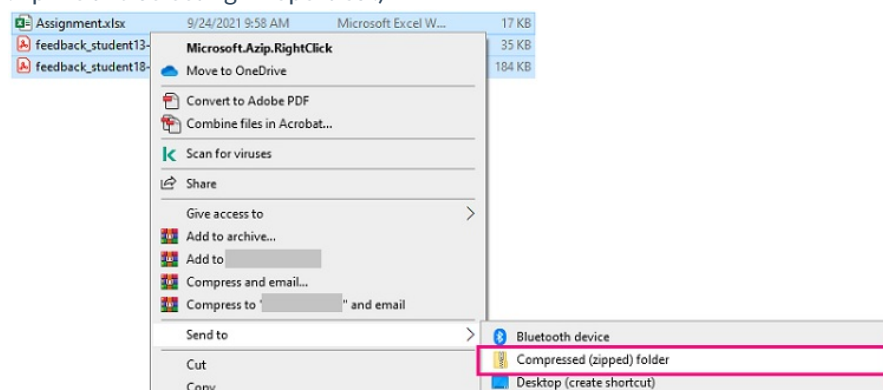 Assignment.xlsx 9/24/2021 9:58 AM Microsoft Excel W... 17 KB
feedback_student13- 35 KB
feedback_student18- 184 KB
Microsoft.Azip.RightClick
Move to OneDrive
Convert to Adobe PDF
Combine files in Acrobat...
Scan for viruses
Share
Give access to
Add to archive...
Add to
Compress and email...
Compress to " " and email
Send to
Bluetooth device
Compressed (zipped) folder
Cut
Desktop (create shortcut)
Copy